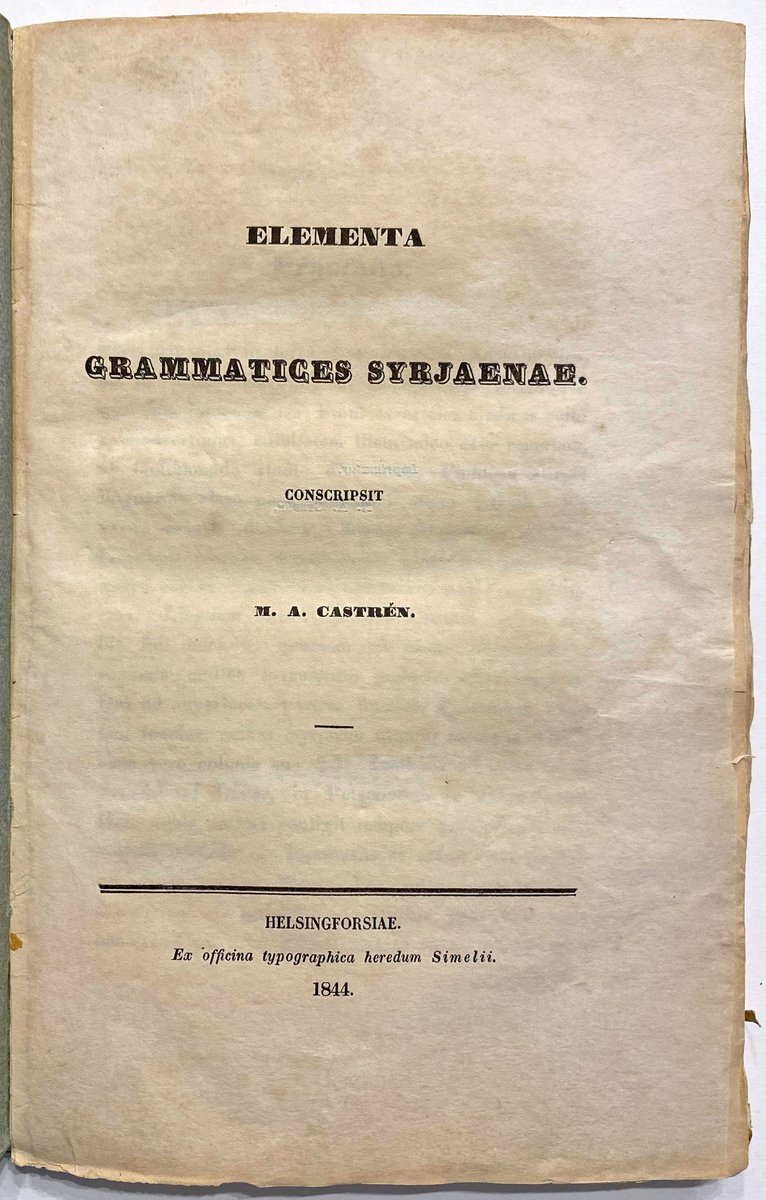 ELEMENTA
GRAMMATICES SYRJAENAE.
CONSCRIPSIT
M. A. CASTRÉN.
HELSINGFORSIAE.
Ex officina typographica heredum Simelii.
1844.